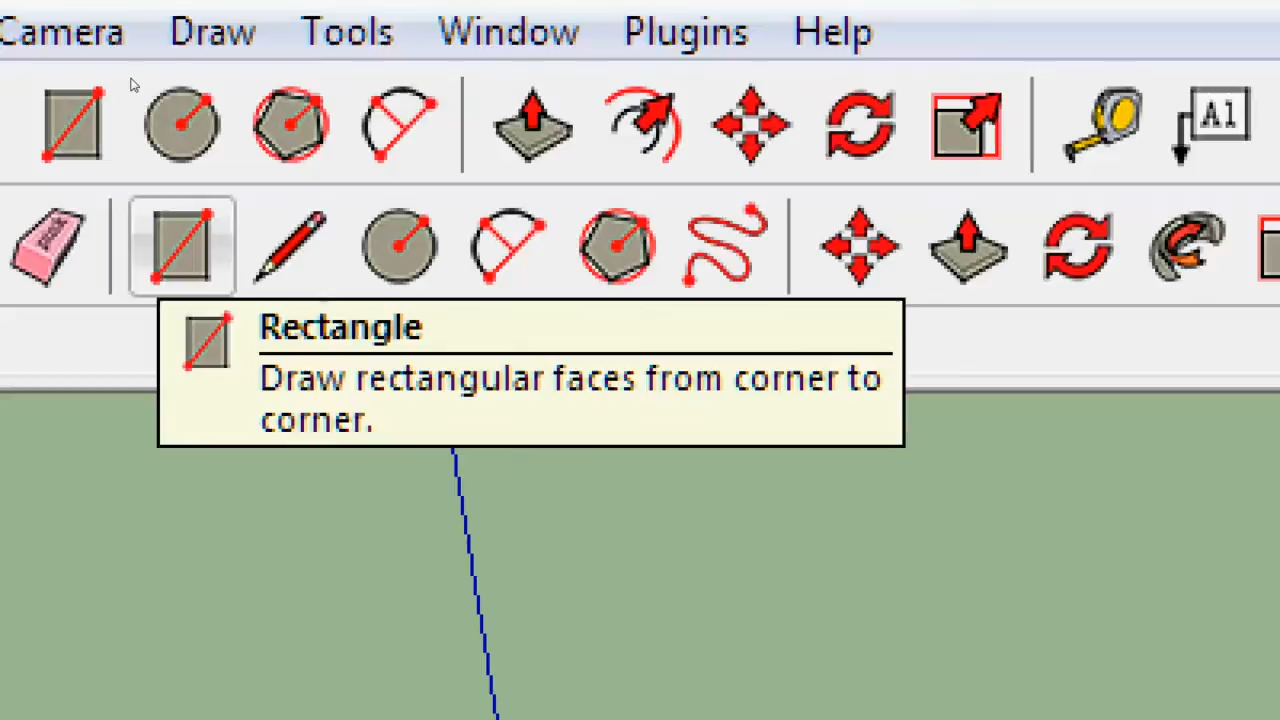 Camera Draw Tools Window Plugins Help
A1
Rectangle
Draw rectangular faces from corner to
corner.